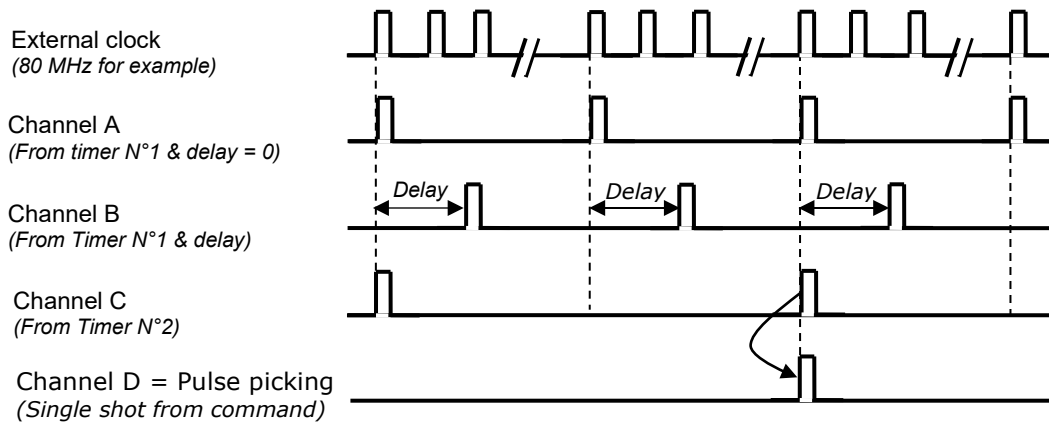 External clock
(80 MHz for example)
Channel A
(From timer N°1 & delay = 0)
Delay Delay Delay
Channel B
(From Timer N°1 & delay)
Channel C
(From Timer N°2)
Channel D = Pulse picking
(Single shot from command)